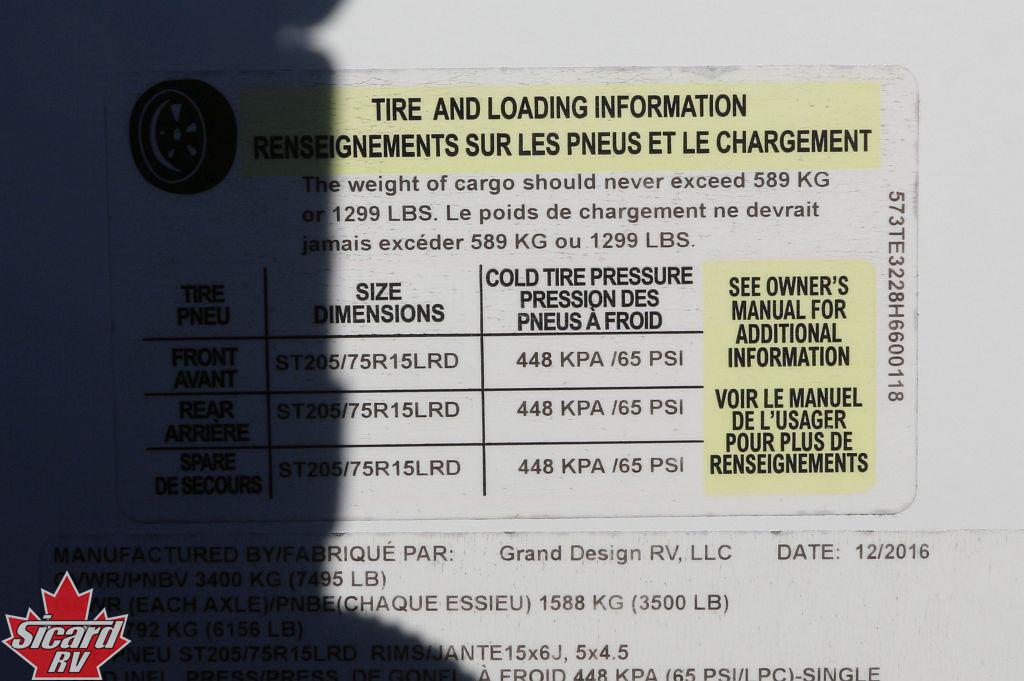 TIRE AND LOADING INFORMATION
RENSEIGNEMENTS SUR LES PNEUS ET LE CHARGEMENT
The weight of cargo should never exceed 589 KG
or 1299 LBS. Le poids de chargement ne devrait
jamais excéder 589 KG ou 1299 LBS.
TIRE
PNEU
SIZE
DIMENSIONS
COLD TIRE PRESSURE
PRESSION DES
PNEUS À FROID
FRONT
AVANT
ST205/75R15LRD
448 KPA /65 PSI
REAR
ARRIÈRE
ST205/75R15LRD
448 KPA /65 PSI
SPARE
DE SECOURS
ST205/75R15LRD
448 KPA /65 PSI
SEE OWNER'S
MANUAL FOR
ADDITIONAL
INFORMATION
VOIR LE MANUEL
DE L'USAGER
POUR PLUS DE
RENSEIGNEMENTS
573TE3228H6600118
MANUFACTURED BY/FABRIQUÉ PAR: Grand Design RV, LLC DATE: 12/2016
3400 KG (7495 LB)
(EACH AXLE)/PNBE(CHAQUE ESSIEU) 1588 KG (3500 LB)
792 KG (6156 LB)
PNEU ST205/75R15LRD RIMS/JANTE15x6J, 5x4.5
INFL. PRESS/PRESS. DE GONFL. À FROID 448 KPA (65 PSI/LPC)-SINGLE
Sicard
RV